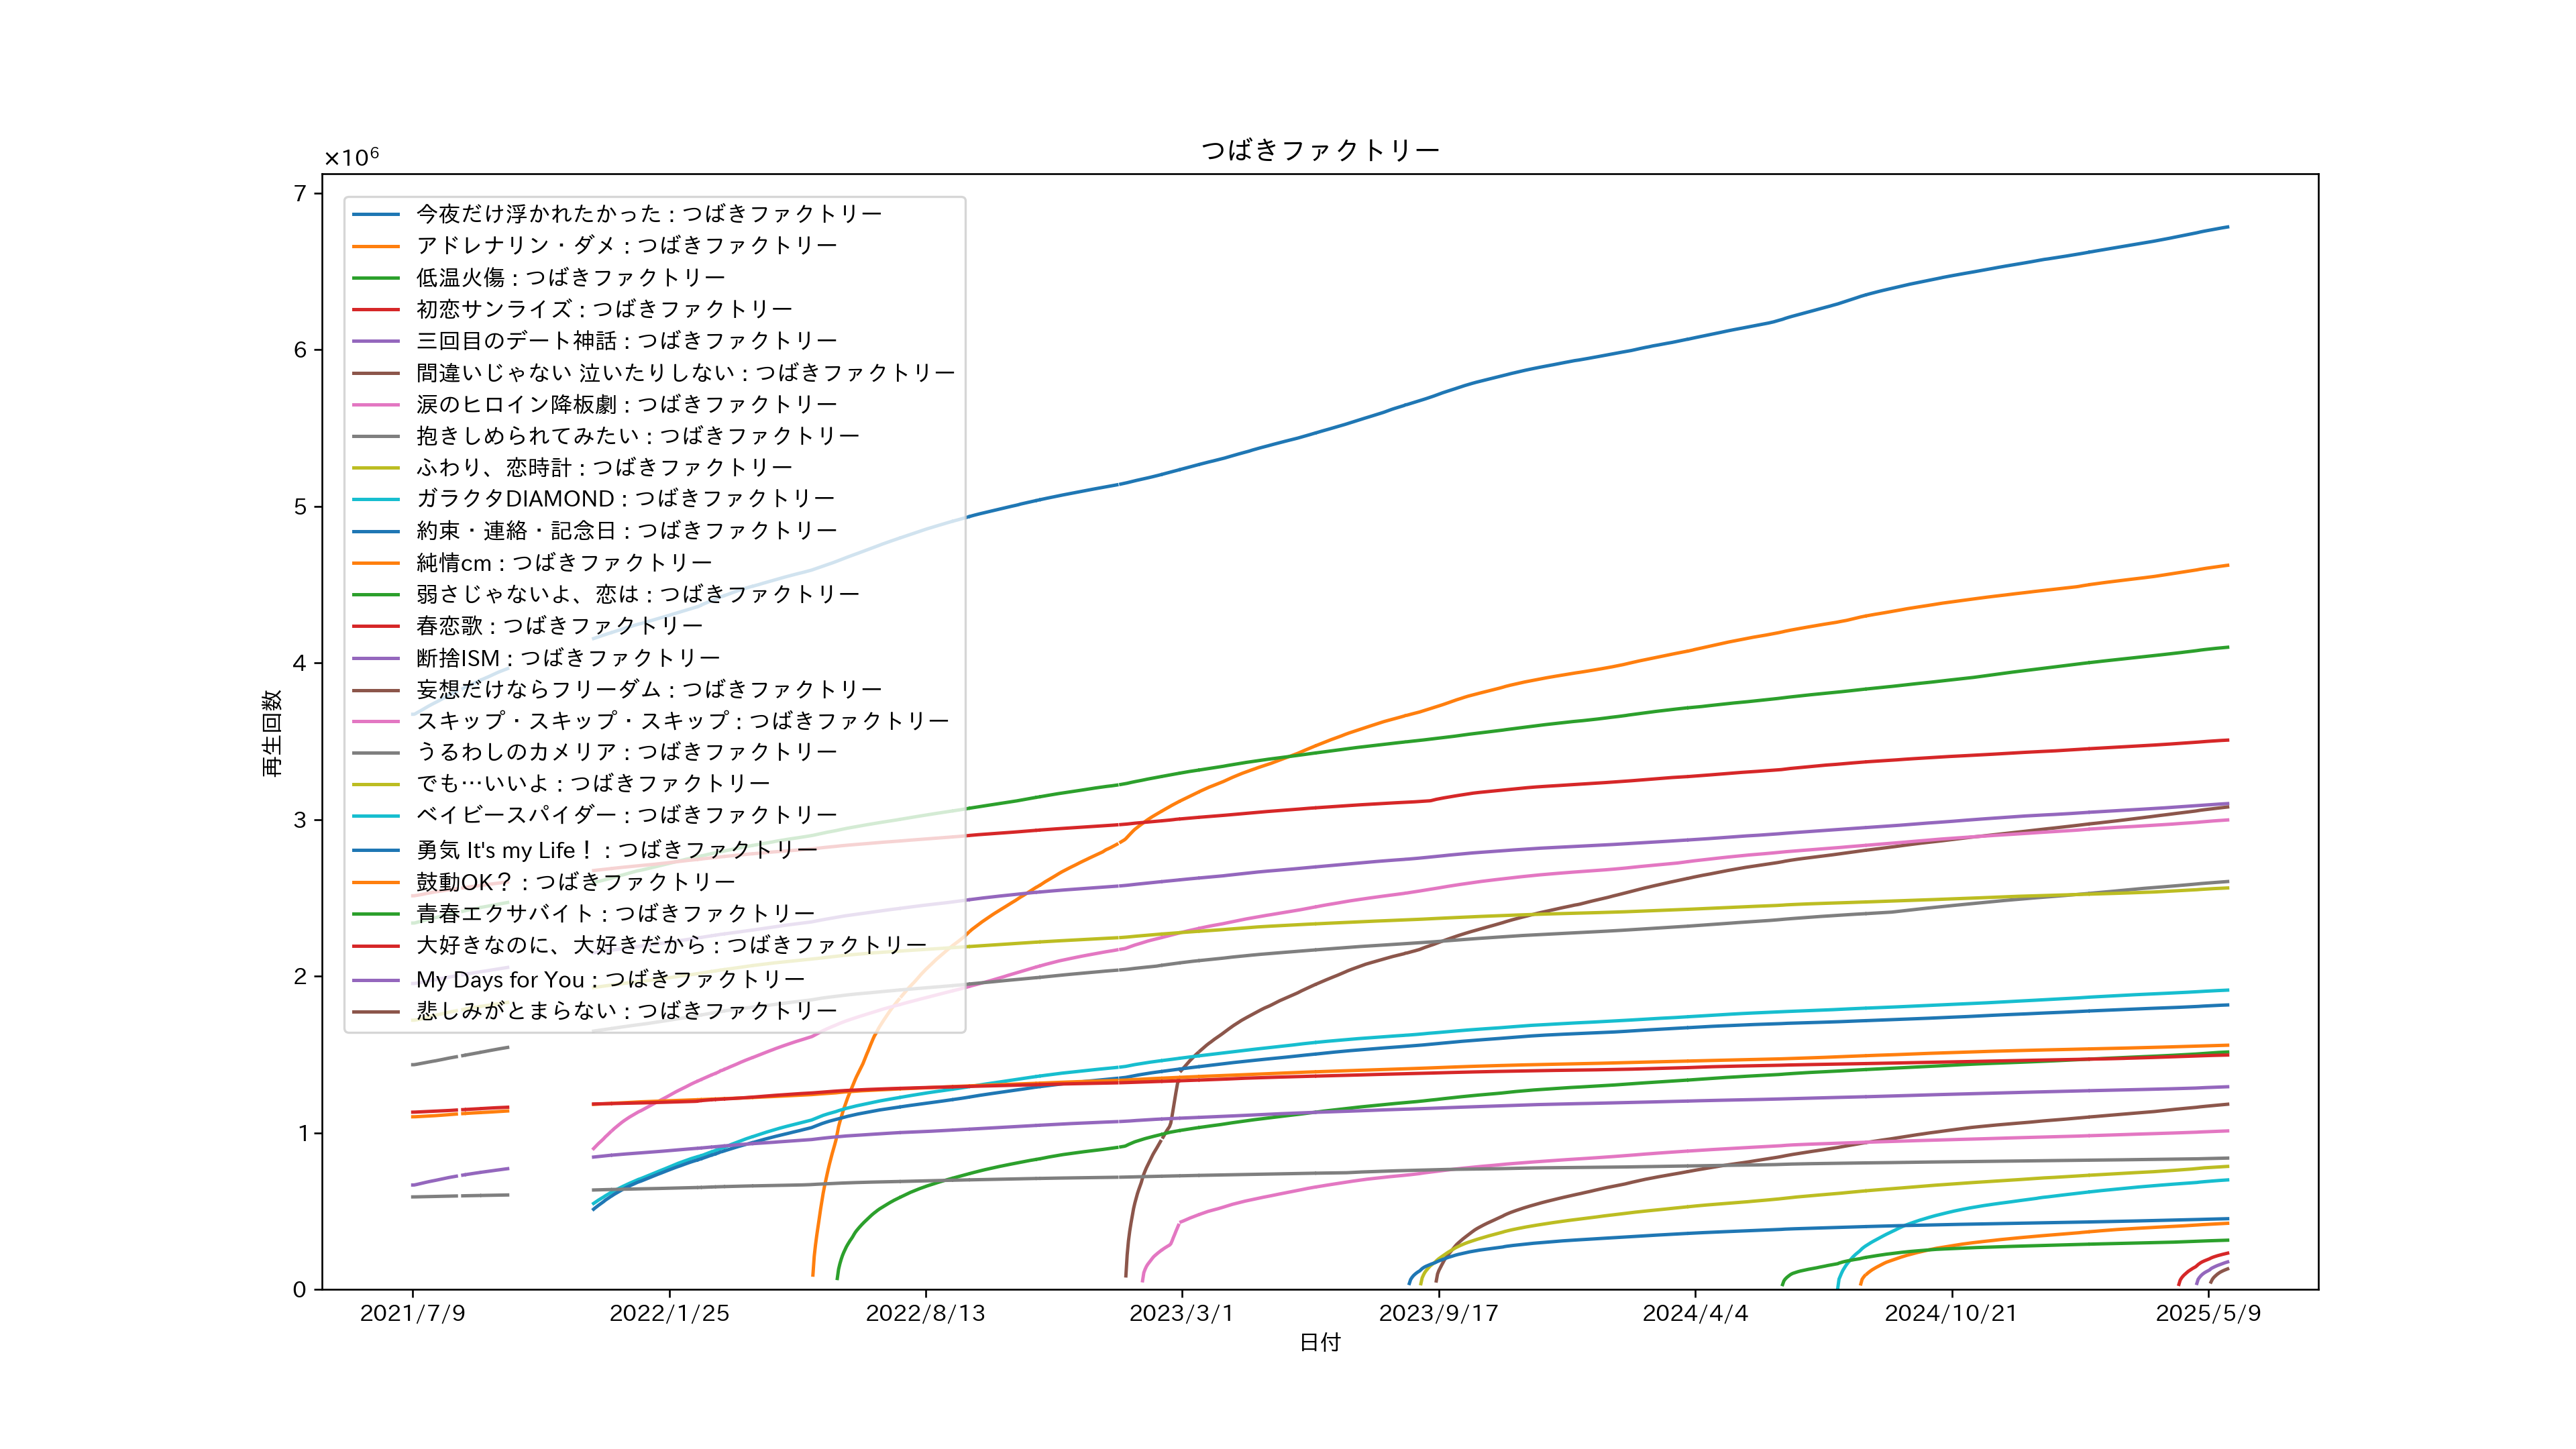 つばきファクトリー
×10⁶
7
6
5
4
3
2
1
0
再生回数
今夜だけ浮かれたかった : つばきファクトリー
アドレナリン・ダメ : つばきファクトリー
低温火傷 : つばきファクトリー
初恋サンライズ : つばきファクトリー
三回目のデート神話 : つばきファクトリー
間違いじゃない 泣いたりしない : つばきファクトリー
涙のヒロイン降板劇 : つばきファクトリー
抱きしめられてみたい : つばきファクトリー
ふわり、恋時計 : つばきファクトリー
ガラクタDIAMOND : つばきファクトリー
約束・連絡・記念日 : つばきファクトリー
純情cm : つばきファクトリー
弱さじゃないよ、恋は : つばきファクトリー
春恋歌 : つばきファクトリー
断捨ISM : つばきファクトリー
妄想だけならフリーダム : つばきファクトリー
スキップ・スキップ・スキップ : つばきファクトリー
うるわしのカメリア : つばきファクトリー
でも…いいよ : つばきファクトリー
ベイビースパイダー : つばきファクトリー
勇気 It's my Life！ : つばきファクトリー
鼓動OK？ : つばきファクトリー
青春エクサバイト : つばきファクトリー
大好きなのに、大好きだから : つばきファクトリー
My Days for You : つばきファクトリー
悲しみがとまらない : つばきファクトリー
2021/7/9 2022/1/25 2022/8/13 2023/3/1 2023/9/17 2024/4/4 2024/10/21 2025/5/9
日付